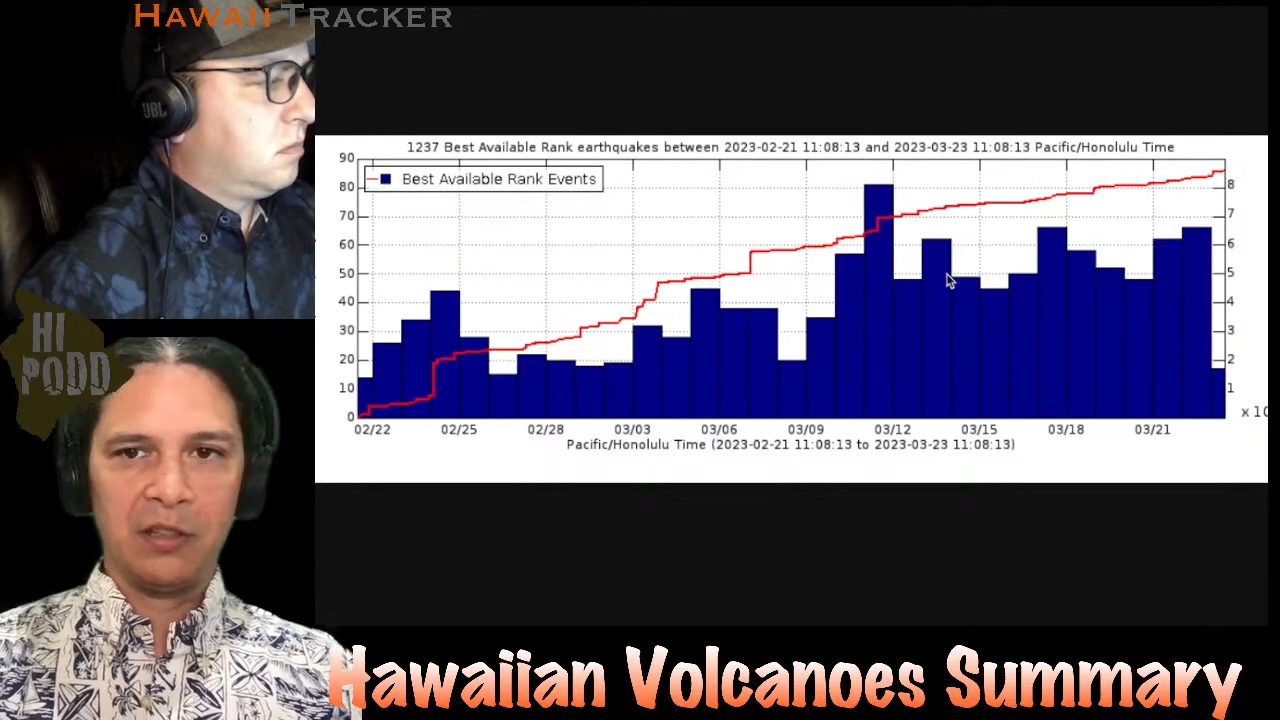 HAWAII TRACKER
JBL
1237 Best Available Rank earthquakes between 2023-02-21 11:08:13 and 2023-03-23 11:08:13 Pacific/Honolulu Time
Best Available Rank Events
90
80
70
60
50
40
30
20
10
0
8
7
6
5
4
3
2
1
x 10
02/22 02/25 02/28 03/03 03/06 03/09 03/12 03/15 03/18 03/21
Pacific/Honolulu Time (2023-02-21 11:08:13 to 2023-03-23 11:08:13)
HI
PODD
Hawaiian Volcanoes Summary